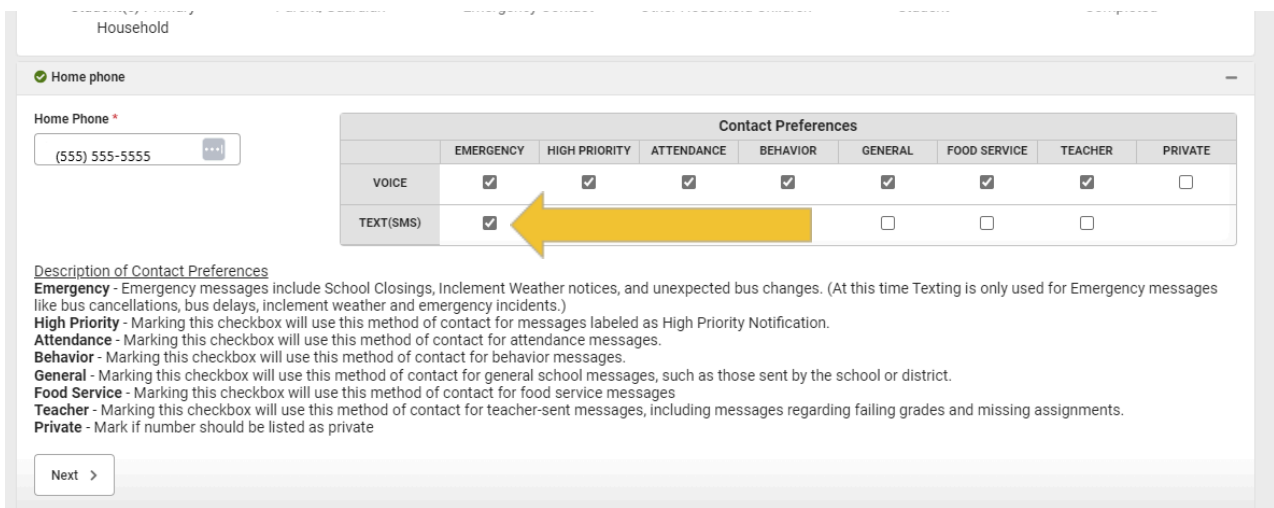 Household
Home phone
Home Phone *
(555) 555-5555
Contact Preferences
EMERGENCY HIGH PRIORITY ATTENDANCE BEHAVIOR GENERAL FOOD SERVICE TEACHER PRIVATE
VOICE
TEXT(SMS)
Description of Contact Preferences
Emergency - Emergency messages include School Closings, Inclement Weather notices, and unexpected bus changes. (At this time Texting is only used for Emergency messages
like bus cancellations, bus delays, inclement weather and emergency incidents.)
High Priority - Marking this checkbox will use this method of contact for messages labeled as High Priority Notification.
Attendance - Marking this checkbox will use this method of contact for attendance messages.
Behavior - Marking this checkbox will use this method of contact for behavior messages.
General - Marking this checkbox will use this method of contact for general school messages, such as those sent by the school or district.
Food Service - Marking this checkbox will use this method of contact for food service messages
Teacher - Marking this checkbox will use this method of contact for teacher-sent messages, including messages regarding failing grades and missing assignments.
Private - Mark if number should be listed as private
Next >